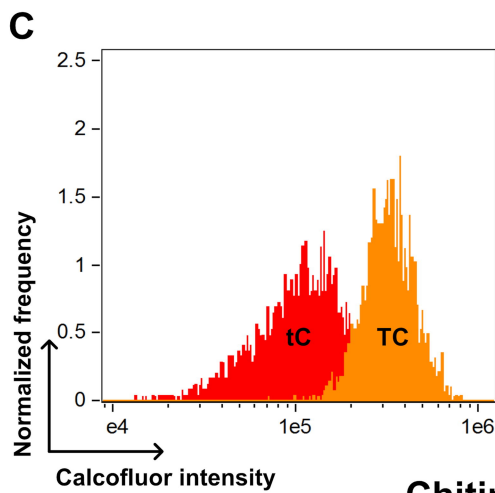 C
2.5
2
1.5
1
0.5
0
Normalized frequency
tC
TC
e4
1e5
1e6
Calcofluor intensity